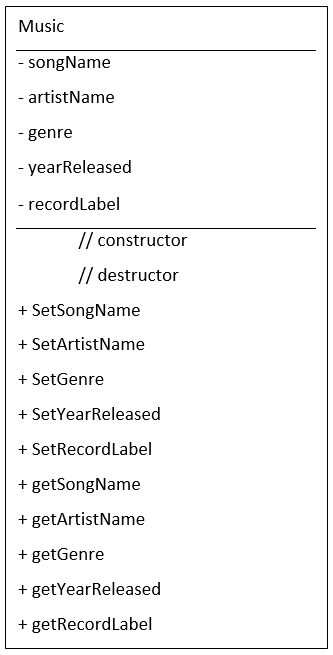 Music
- songName
- artistName
- genre
- yearReleased
- recordLabel
// constructor
// destructor
+ SetSongName
+ SetArtistName
+ SetGenre
+ SetYearReleased
+ SetRecordLabel
+ getSongName
+ getArtistName
+ getGenre
+ getYearReleased
+ getRecordLabel